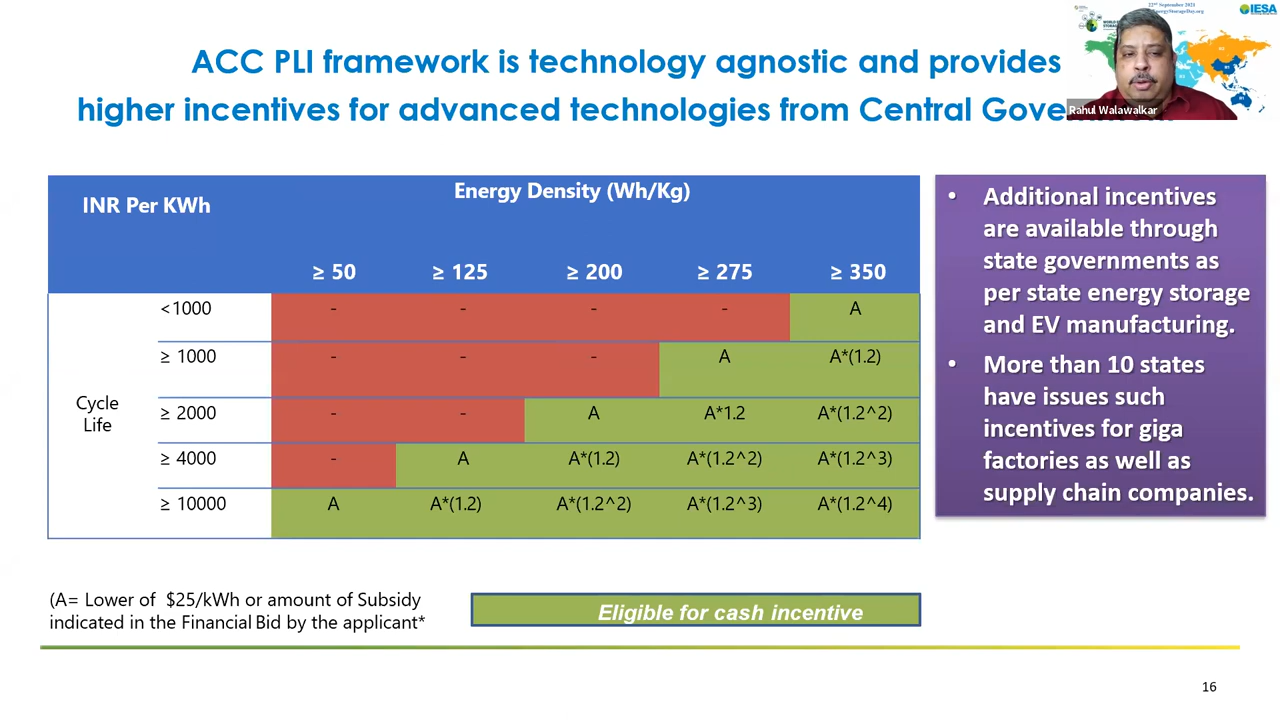 22nd September 2021
EnergyStorageDay.org
IESA
ACC PLI framework is technology agnostic and provides
higher incentives for advanced technologies from Central
Rahul Walawalkar
INR Per KWh
Energy Density (Wh/Kg)
≥ 50 ≥ 125 ≥ 200 ≥ 275 ≥ 350
<1000 - - - - A
≥ 1000 - - - A A*(1.2)
Cycle Life
≥ 2000 - - A A*1.2 A*(1.2^2)
≥ 4000 - A A*(1.2) A*(1.2^2) A*(1.2^3)
≥ 10000 A A*(1.2) A*(1.2^2) A*(1.2^3) A*(1.2^4)
• Additional incentives
are available through
state governments as
per state energy storage
and EV manufacturing.
• More than 10 states
have issues such
incentives for giga
factories as well as
supply chain companies.
(A= Lower of $25/kWh or amount of Subsidy
indicated in the Financial Bid by the applicant*
Eligible for cash incentive
16